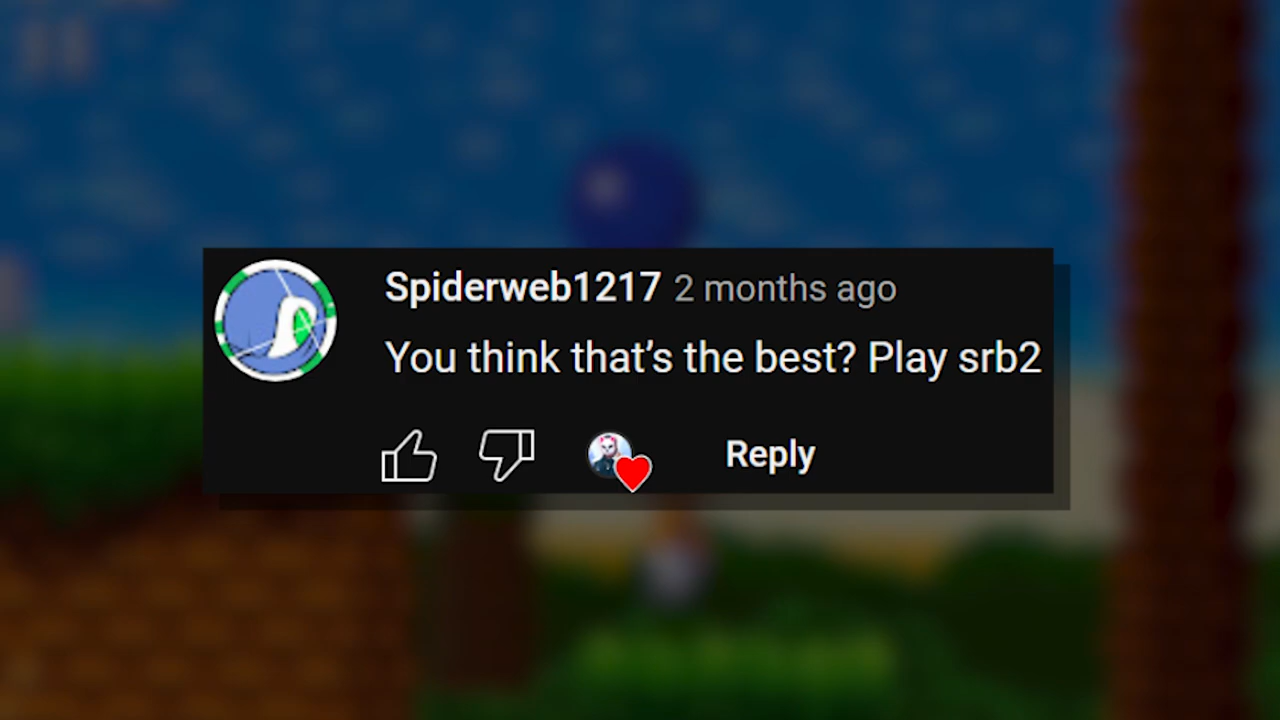 Spiderweb1217 2 months ago
You think that’s the best? Play srb2
Reply